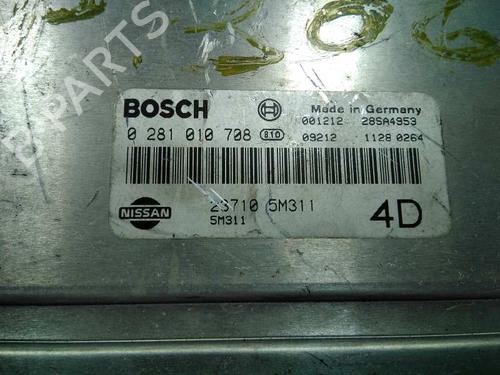 B-PARTS
BOSCH
Made in Germany
0 281 010 708 810
001212 28SA4953
09212 1128 0264
NISSAN
23710 5M311
5M311
4D